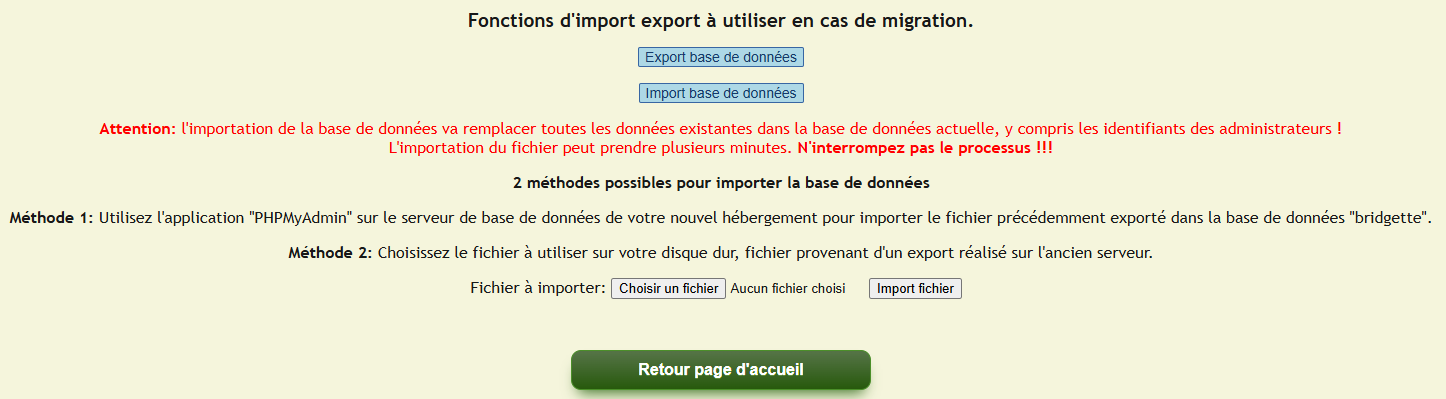 Fonctions d'import export à utiliser en cas de migration.
Export base de données
Import base de données
Attention: l'importation de la base de données va remplacer toutes les données existantes dans la base de données actuelle, y compris les identifiants des administrateurs !
L'importation du fichier peut prendre plusieurs minutes. N'interrompez pas le processus !!!
2 méthodes possibles pour importer la base de données
Méthode 1: Utilisez l'application "PHPMyAdmin" sur le serveur de base de données de votre nouvel hébergement pour importer le fichier précédemment exporté dans la base de données "bridgette".
Méthode 2: Choisissez le fichier à utiliser sur votre disque dur, fichier provenant d'un export réalisé sur l'ancien serveur.
Fichier à importer: Choisir un fichier Aucun fichier choisi Import fichier
Retour page d'accueil